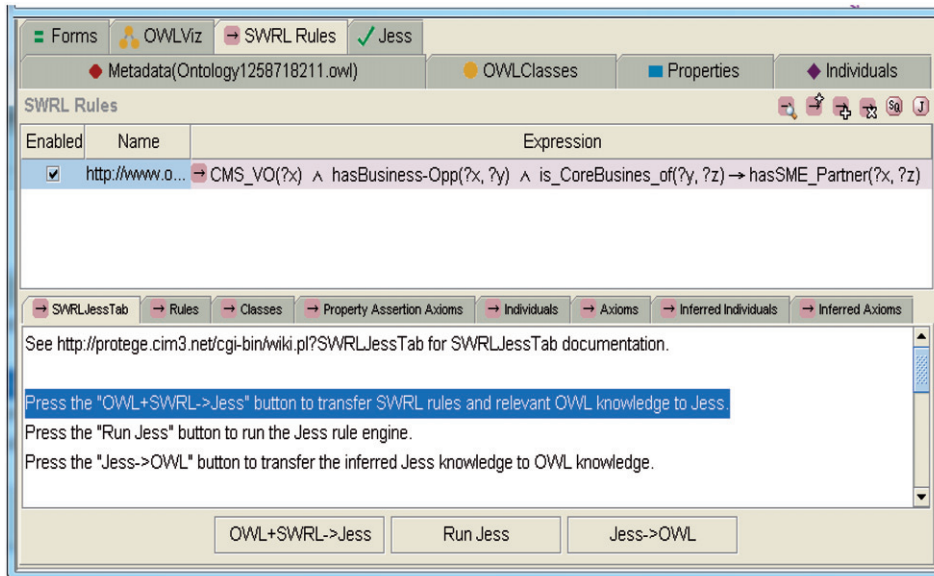 Forms OWLViz SWRL Rules Jess
Metadata(Ontology1258718211.owl) OWLClasses Properties Individuals
SWRL Rules
Enabled Name Expression
http://www.o... → CMS_VO(?x) ∧ hasBusiness-Opp(?x, ?y) ∧ is_CoreBusines_of(?y, ?z) → hasSME_Partner(?x, ?z)
→ SWRLJessTab → Rules → Classes → Property Assertion Axioms → Individuals → Axioms → Inferred Individuals → Inferred Axioms
See http://protege.cim3.net/cgi-bin/wiki.pl?SWRLJessTab for SWRLJessTab documentation.
Press the "OWL+SWRL->Jess" button to transfer SWRL rules and relevant OWL knowledge to Jess.
Press the "Run Jess" button to run the Jess rule engine.
Press the "Jess->OWL" button to transfer the inferred Jess knowledge to OWL knowledge.
OWL+SWRL->Jess Run Jess Jess->OWL